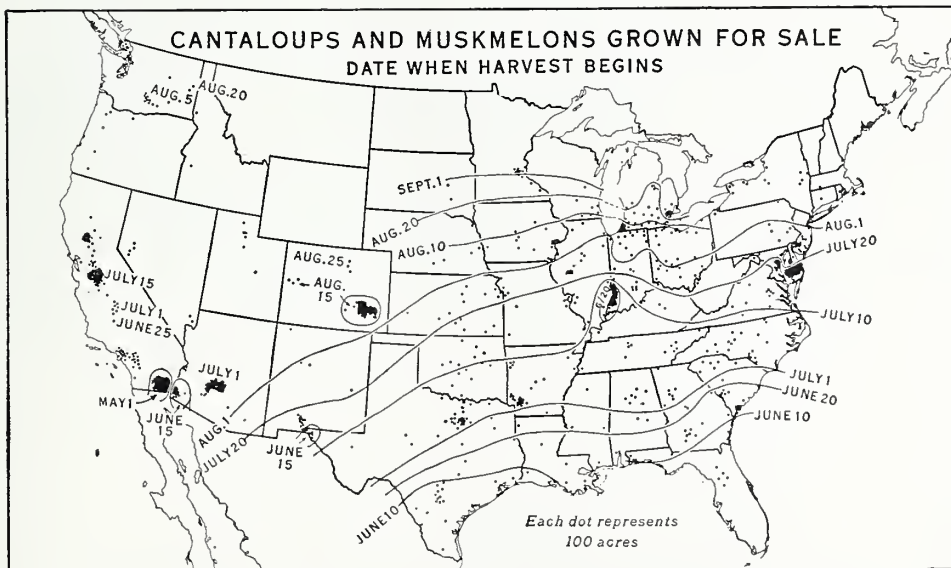 CANTALOUPS AND MUSKMELONS GROWN FOR SALE
DATE WHEN HARVEST BEGINS
AUG. 5
AUG. 20
SEPT. 1
AUG. 20
AUG. 10
AUG. 1
JULY 20
AUG. 25
AUG.
15
JULY 15
JULY 1
JUNE 25
JULY 10
JULY 1
MAY 1
JUNE
15
AUG. 1
JULY 20
JUNE
15
JULY 1
JUNE 20
JUNE 10
JUNE 10
Each dot represents
100 acres